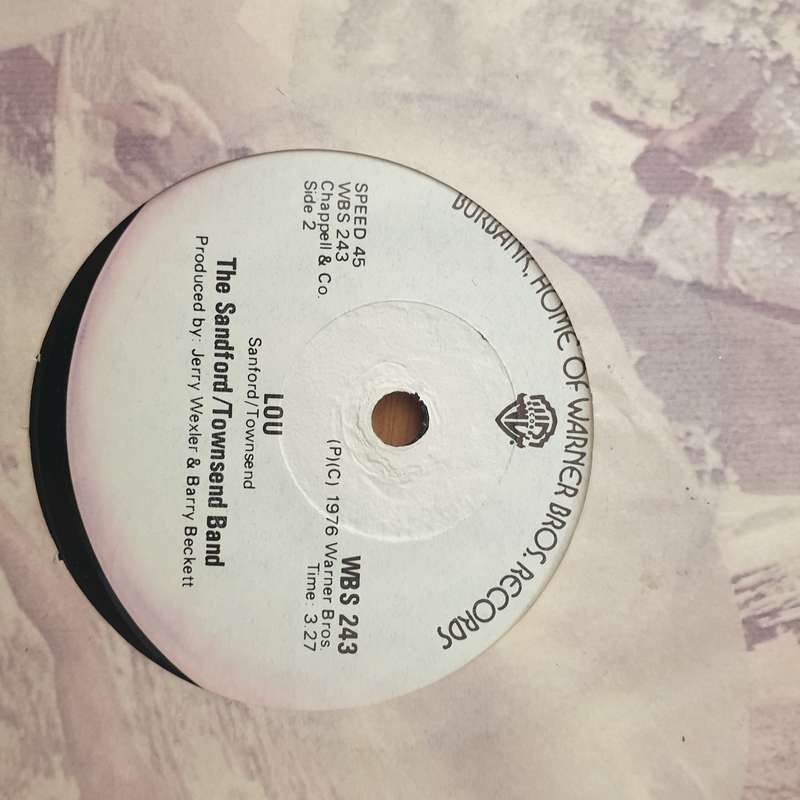 BURBANK, HOME OF WARNER BROS. RECORDS
SPEED 45
WBS 243
Chappell & Co.
Side 2
(P)(C) 1976 Warner Bros.
WBS 243
Time: 3.27
LOU
Sanford/Townsend
The Sandford/Townsend Band
Produced by: Jerry Wexler & Barry Beckett